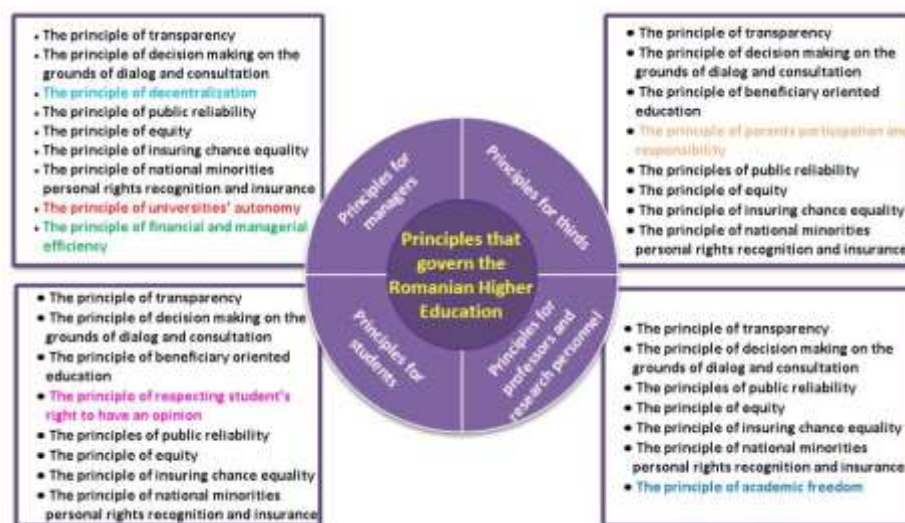 • The principle of transparency
• The principle of decision making on the
grounds of dialog and consultation
• The principle of decentralization
• The principle of public reliability
• The principle of equity
• The principle of insuring chance equality
• The principle of national minorities
personal rights recognition and insurance
• The principle of universities' autonomy
• The principle of financial and managerial
efficiency
• The principle of transparency
• The principle of decision making on the
grounds of dialog and consultation
• The principle of beneficiary oriented
education
• The principle of parents participation and
responsibility
• The principles of public reliability
• The principle of equity
• The principle of insuring chance equality
• The principle of national minorities
personal rights recognition and insurance
Principles for
managers
Principles for thirds
Principles that
govern the
Romanian Higher
Education
Principles for
students
Principles for
professors and
research personnel
• The principle of transparency
• The principle of decision making on the
grounds of dialog and consultation
• The principle of beneficiary oriented
education
• The principle of respecting student's
right to have an opinion
• The principles of public reliability
• The principle of equity
• The principle of insuring chance equality
• The principle of national minorities
personal rights recognition and insurance
• The principle of transparency
• The principle of decision making on the
grounds of dialog and consultation
• The principles of public reliability
• The principle of equity
• The principle of insuring chance equality
• The principle of national minorities
personal rights recognition and insurance
• The principle of academic freedom